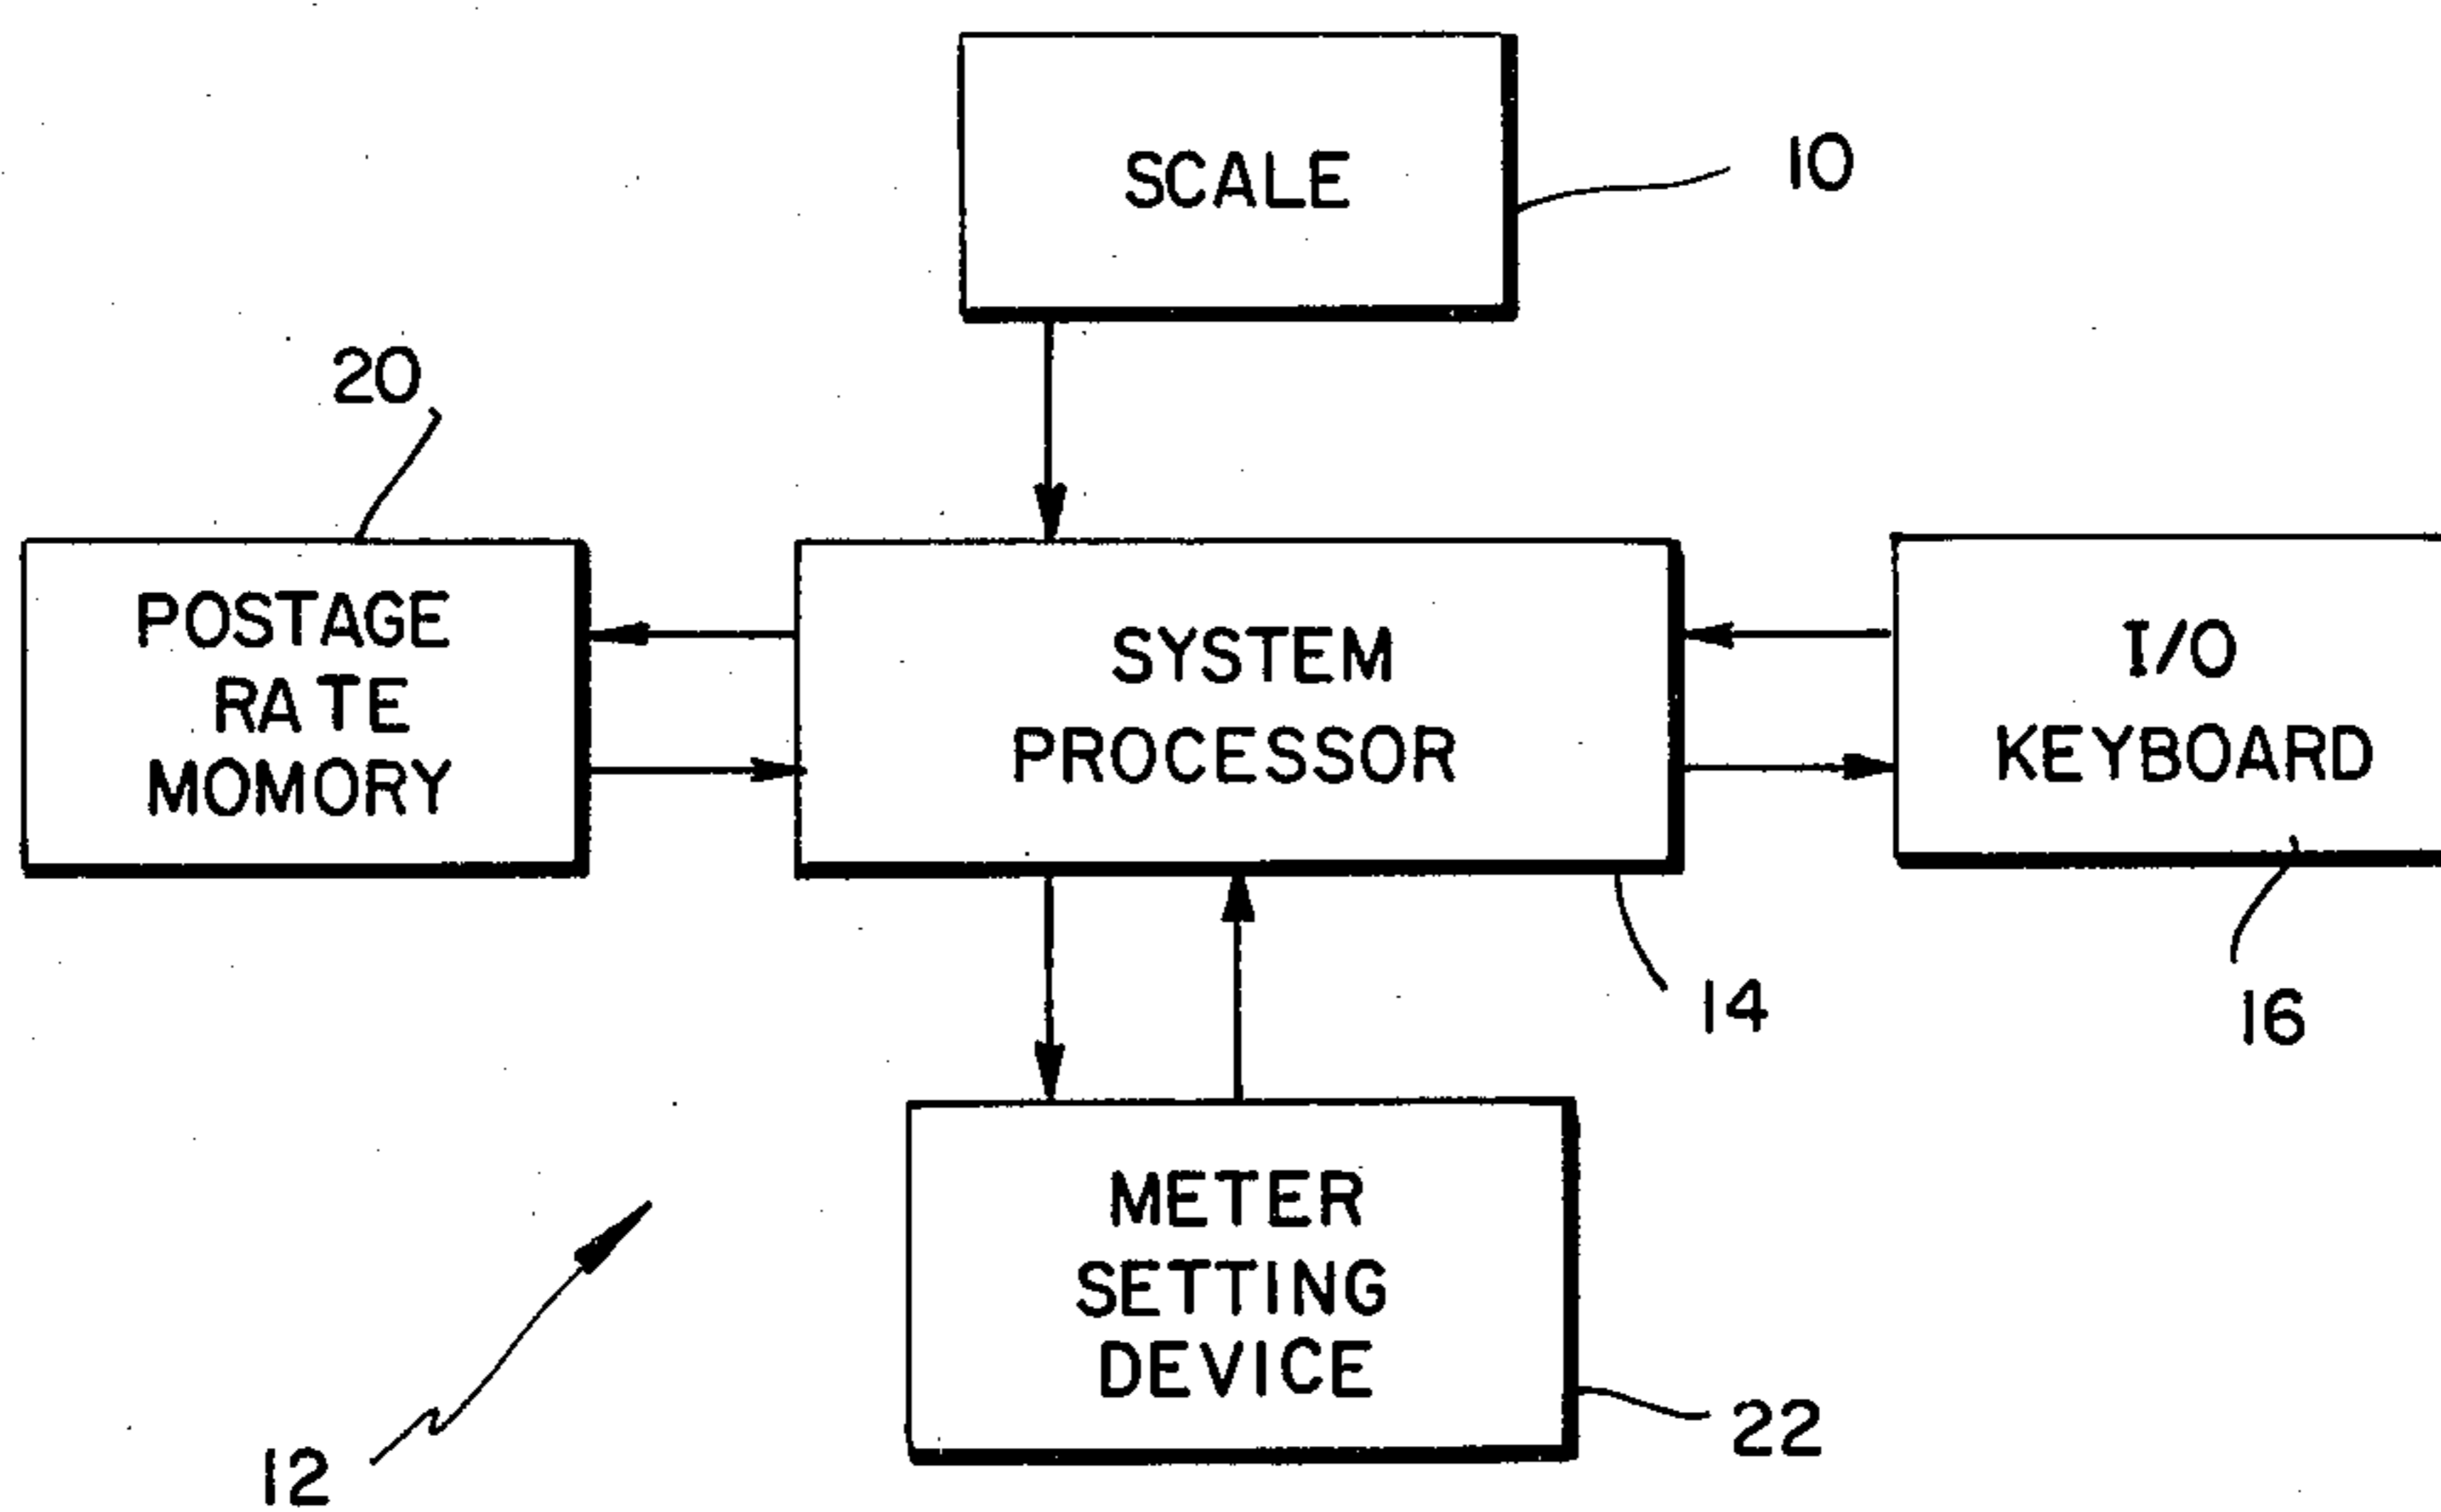 SCALE
10
20
POSTAGE
RATE
MOMORY
SYSTEM
PROCESSOR
I/O
KEYBOARD
14
16
METER
SETTING
DEVICE
22
12